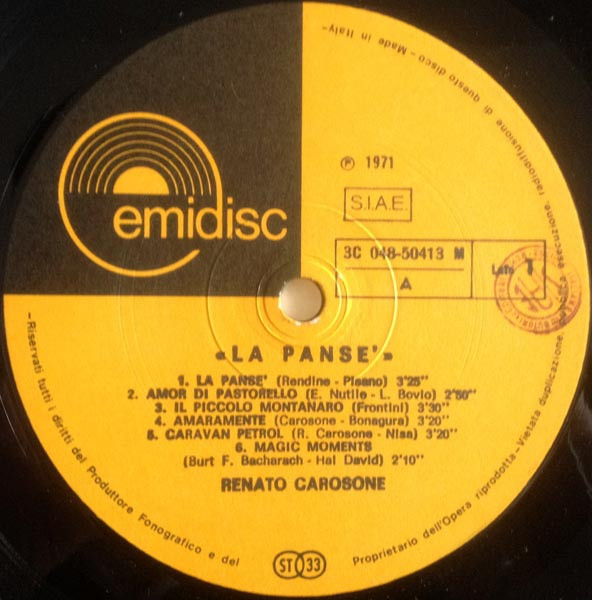 emidisc
℗ 1971
S.I.A.E.
3C 048-50413 M
A
Lato 1
«LA PANSE'»
1. LA PANSE' (Rendine - Pisano) 3'25''
2. AMOR DI PASTORELLO (E. Nutile - L. Bovio) 2'50''
3. IL PICCOLO MONTANARO (Frontini) 3'30''
4. AMARAMENTE (Carosone - Bonagura) 3'20''
5. CARAVAN PETROL (R. Carosone - Nisa) 3'20''
6. MAGIC MOMENTS
(Burt F. Bacharach - Hal David) 2'10''
RENATO CAROSONE
ST 33
-Riservati tutti i diritti del Produttore Fonografico e del Proprietario dell'Opera riprodotta-Vietata duplicazione, esecuzione, radiodiffusione di questo disco - Made in Italy-